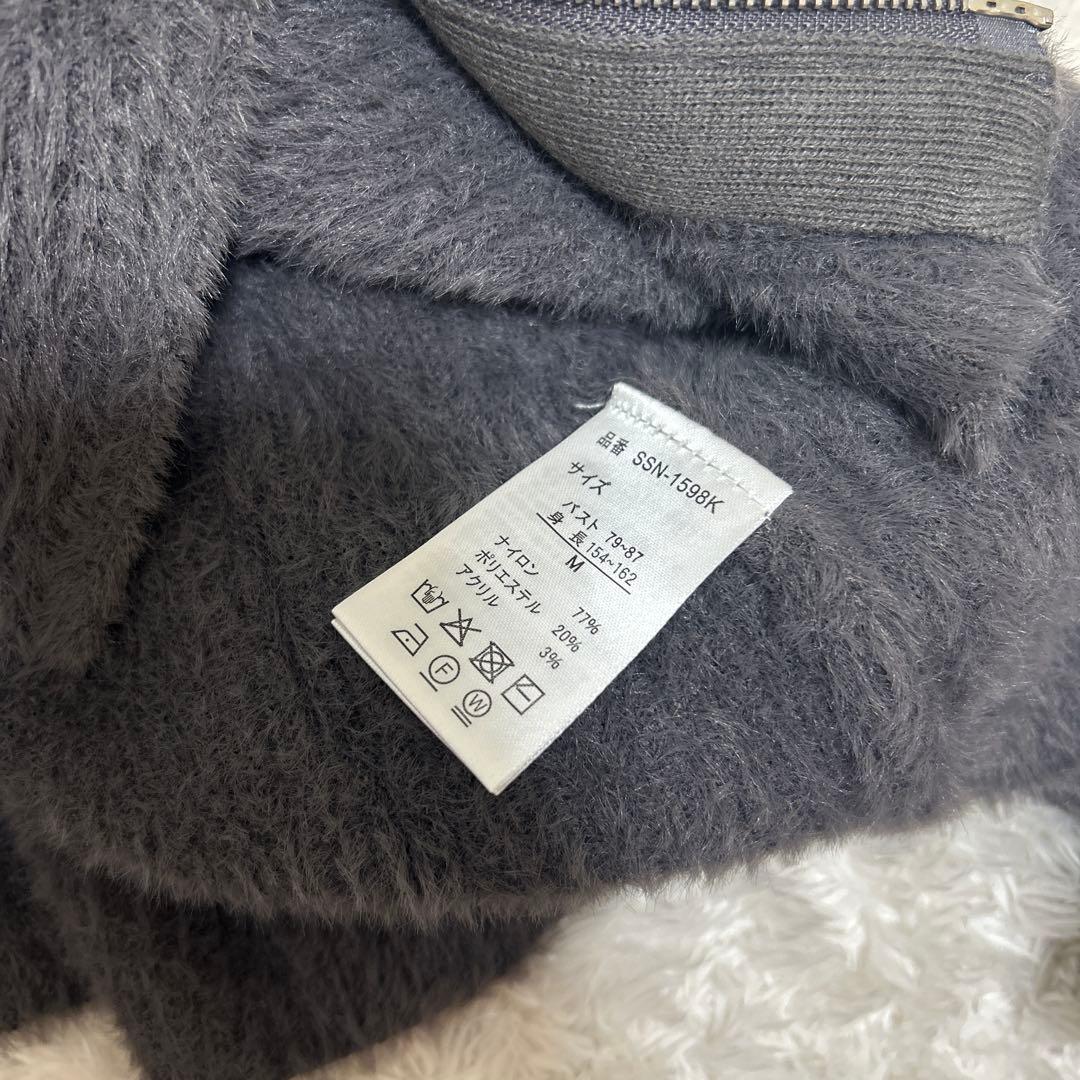 品番 SSN-1598K
サイズ
バスト 79~87
身 長 154~162
M
ナイロン 77%
ポリエステル 20%
アクリル 3%
F W